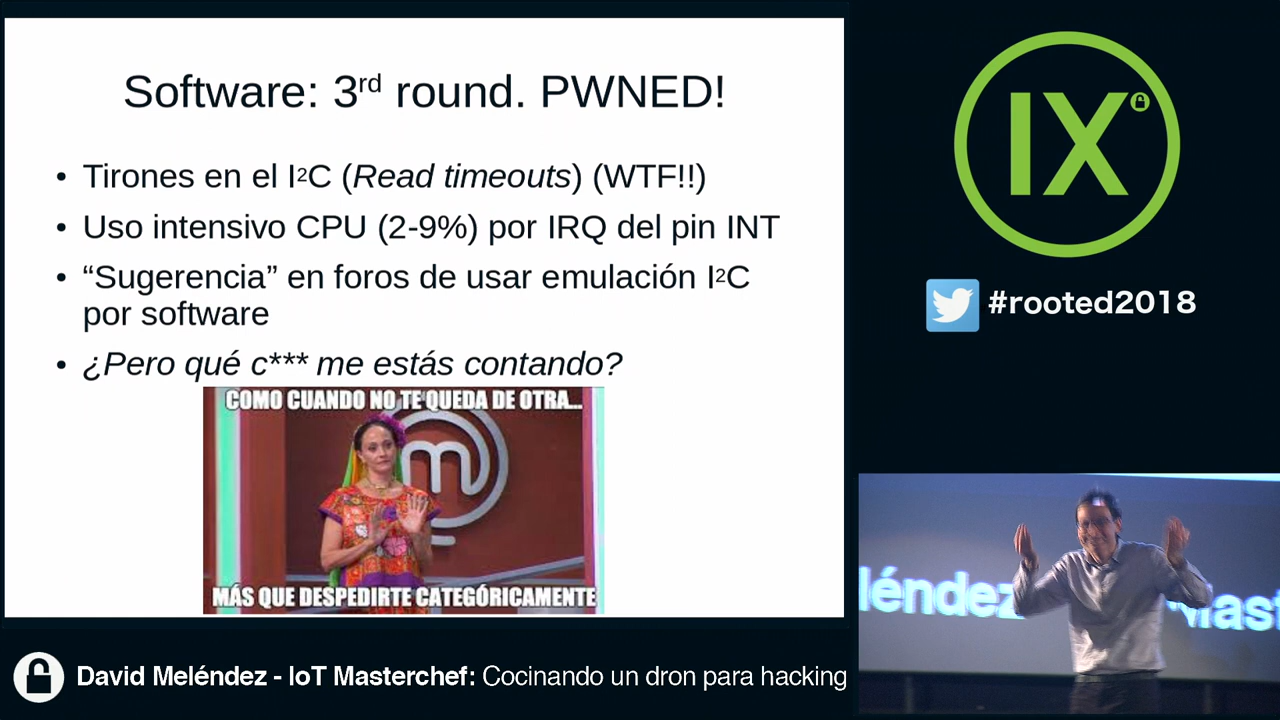 Software: 3rd round. PWNED!
• Tirones en el I2C (Read timeouts) (WTF!!)
• Uso intensivo CPU (2-9%) por IRQ del pin INT
• “Sugerencia” en foros de usar emulación I2C
por software
• ¿Pero qué c*** me estás contando?
COMO CUANDO NO TE QUEDA DE OTRA...
m
MÁS QUE DESPEDIRTE CATEGÓRICAMENTE
IX
#rooted2018
léndez
Mast
David Meléndez - IoT Masterchef: Cocinando un dron para hacking